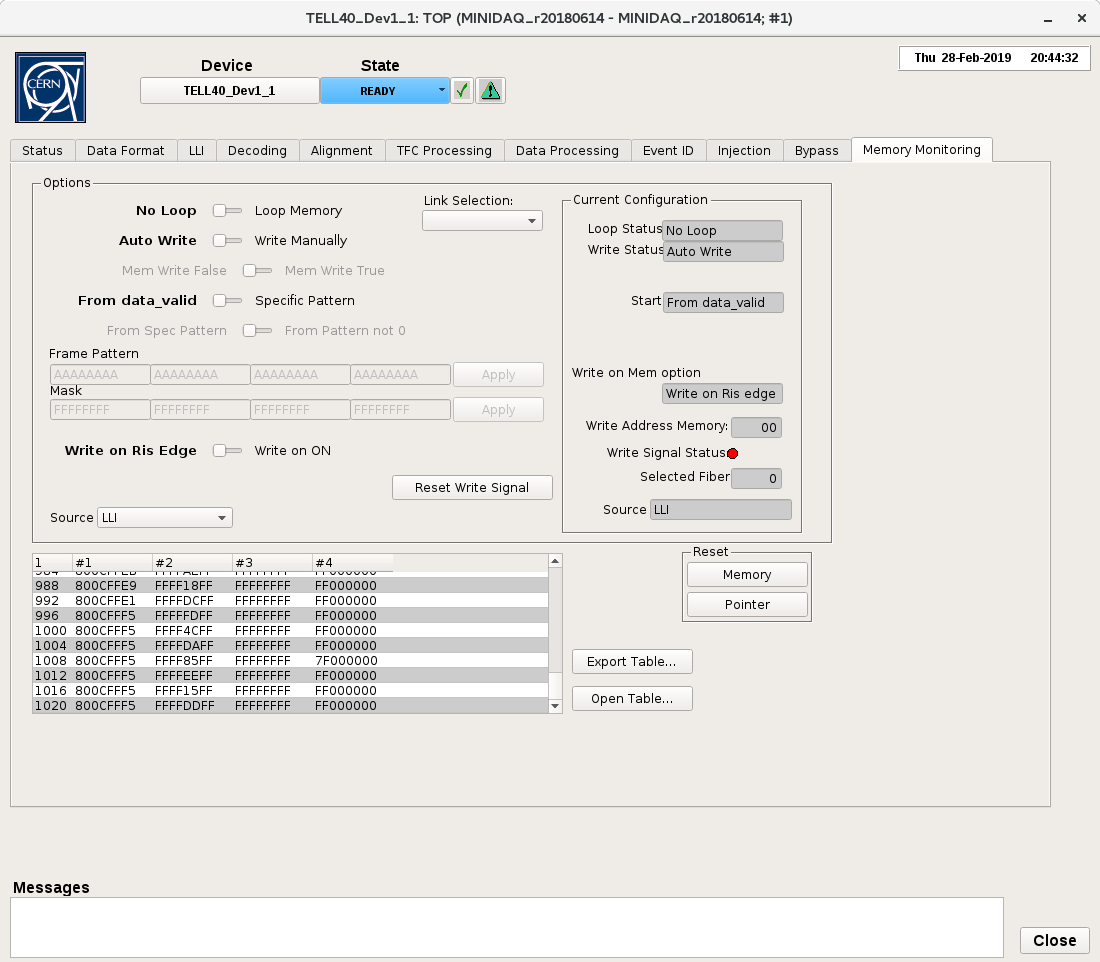 TELL40_Dev1_1: TOP (MINIDAQ_r20180614 - MINIDAQ_r20180614; #1)
CERN
Device State
Thu 28-Feb-2019 20:44:32
TELL40_Dev1_1 READY
Status Data Format LLI Decoding Alignment TFC Processing Data Processing Event ID Injection Bypass Memory Monitoring
Options
No Loop Loop Memory
Auto Write Write Manually
Mem Write False Mem Write True
From data_valid Specific Pattern
From Spec Pattern From Pattern not 0
Frame Pattern
AAAAAAAA AAAAAAAA AAAAAAAA AAAAAAAA Apply
Mask
FFFFFFFF FFFFFFFF FFFFFFFF FFFFFFFF Apply
Write on Ris Edge Write on ON
Reset Write Signal
Source LLI
Link Selection:
Current Configuration
Loop Status No Loop
Write Status Auto Write
Start From data_valid
Write on Mem option
Write on Ris edge
Write Address Memory: 00
Write Signal Status
Selected Fiber 0
Source LLI
1 #1 #2 #3 #4
988 800CFFE9 FFFF18FF FFFFFFFF FF000000
992 800CFFE1 FFFFDCFF FFFFFFFF FF000000
996 800CFFF5 FFFFFDFF FFFFFFFF FF000000
1000 800CFFF5 FFFF4CFF FFFFFFFF FF000000
1004 800CFFF5 FFFFDAFF FFFFFFFF FF000000
1008 800CFFF5 FFFF85FF FFFFFFFF 7F000000
1012 800CFFF5 FFFFEEFF FFFFFFFF FF000000
1016 800CFFF5 FFFF15FF FFFFFFFF FF000000
1020 800CFFF5 FFFFDDFF FFFFFFFF FF000000
Reset
Memory
Pointer
Export Table...
Open Table...
Messages
Close